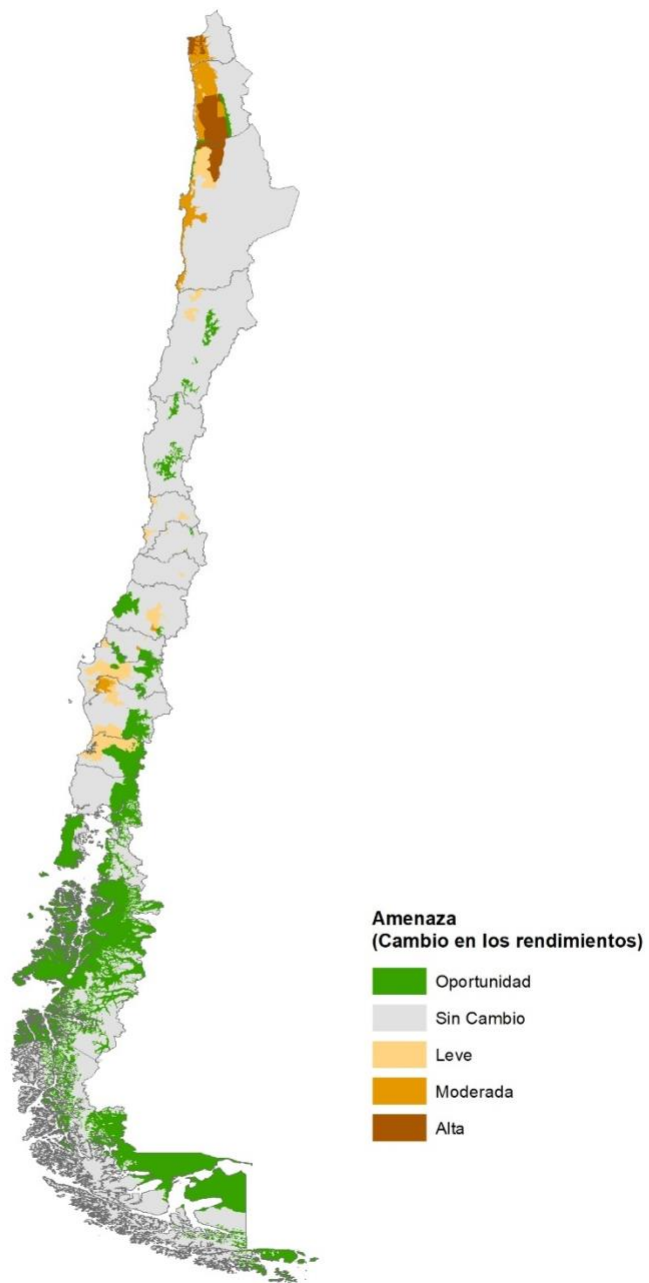 Amenaza
(Cambio en los rendimientos)
Oportunidad
Sin Cambio
Leve
Moderada
Alta